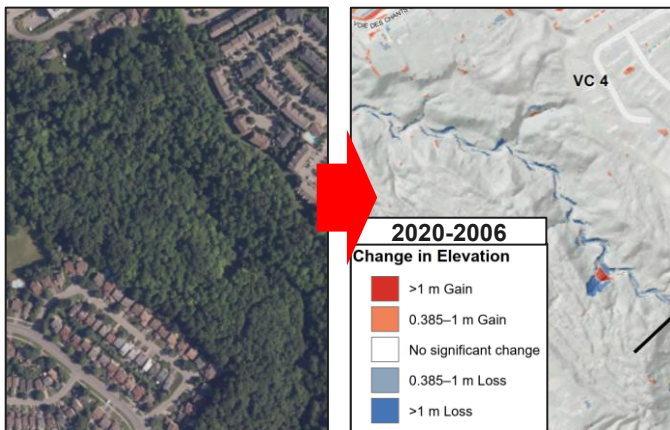 VOIE DES CHANTS
VC 4
2020-2006
Change in Elevation
>1 m Gain
0.385–1 m Gain
No significant change
0.385–1 m Loss
>1 m Loss